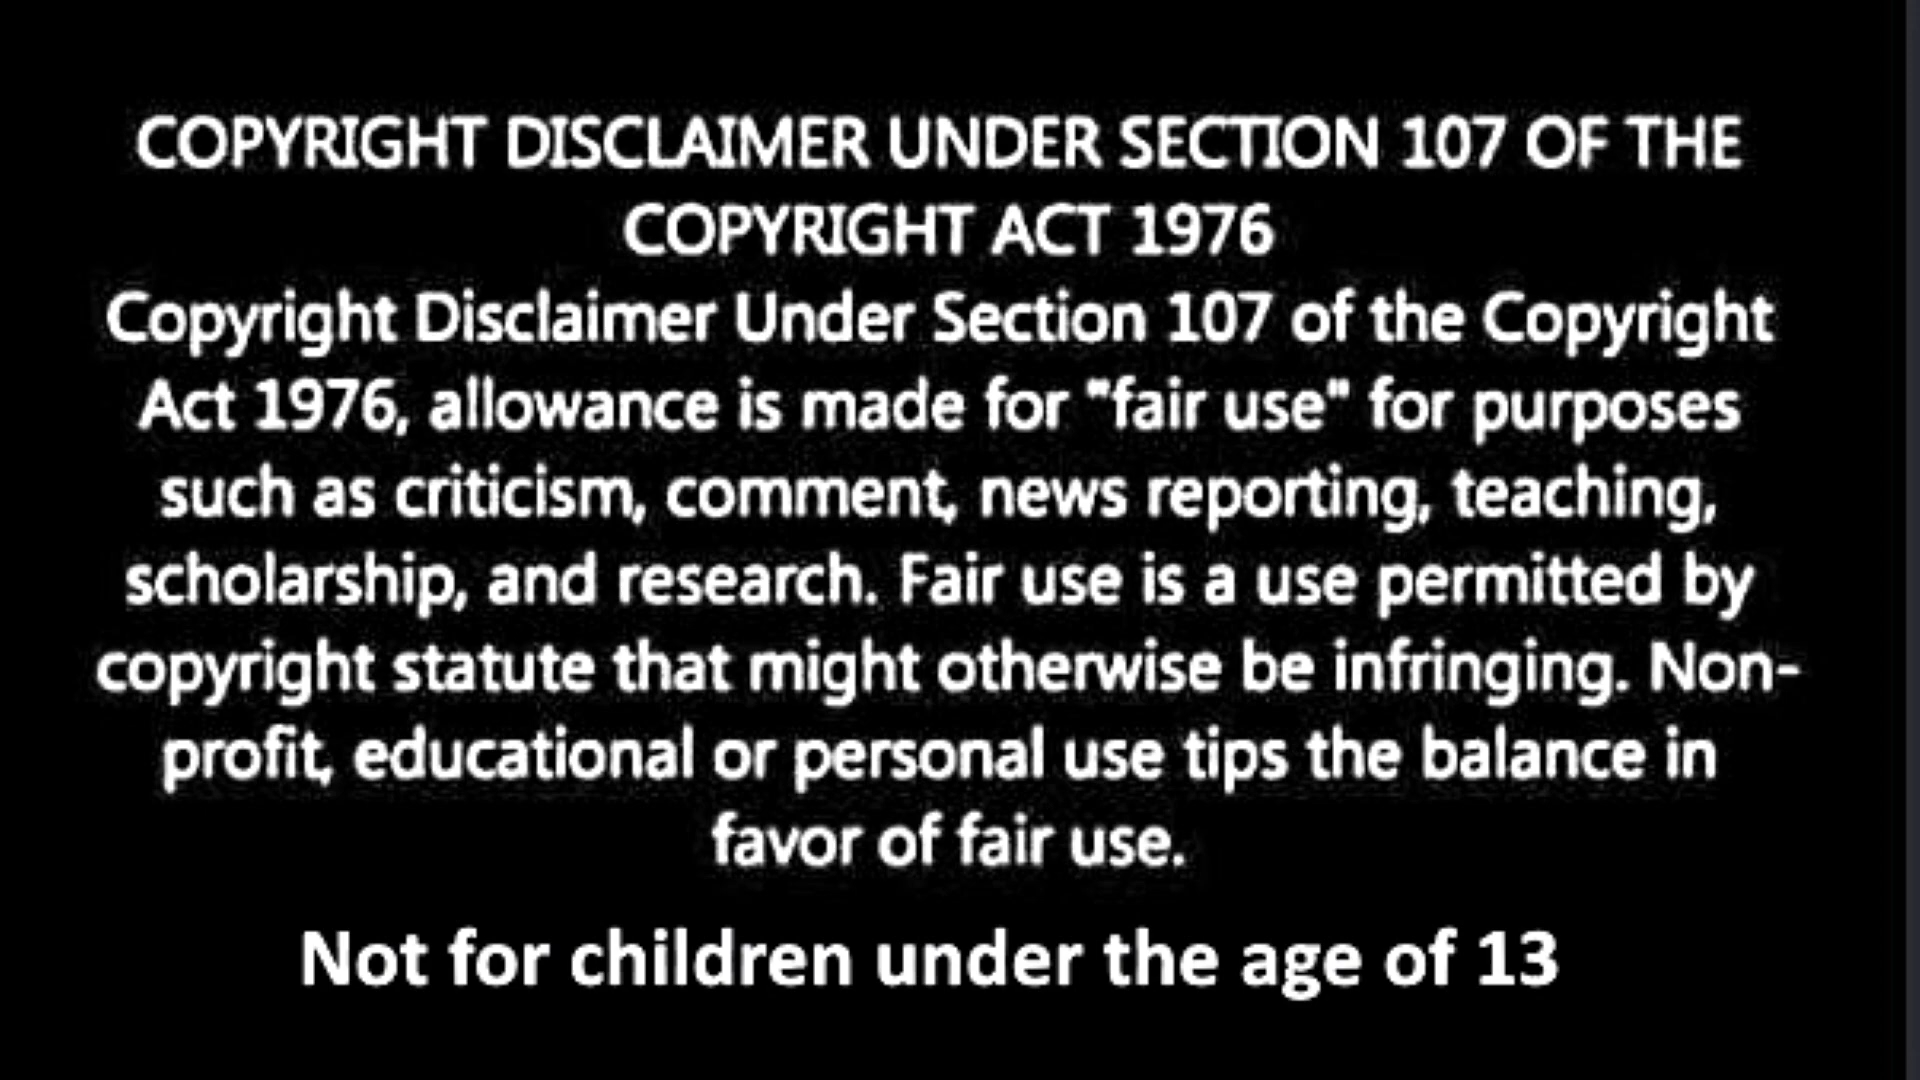 COPYRIGHT DISCLAIMER UNDER SECTION 107 OF THE
COPYRIGHT ACT 1976
Copyright Disclaimer Under Section 107 of the Copyright
Act 1976, allowance is made for "fair use" for purposes
such as criticism, comment, news reporting, teaching,
scholarship, and research. Fair use is a use permitted by
copyright statute that might otherwise be infringing. Non-
profit, educational or personal use tips the balance in
favor of fair use.
Not for children under the age of 13